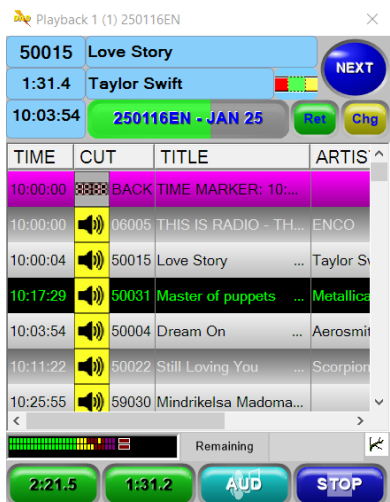 Playback 1 (1) 250116EN
50015 Love Story
NEXT
1:31.4 Taylor Swift
10:03:54 250116EN - JAN 25 Ret Chg
TIME CUT TITLE ARTIS
10:00:00 BACK TIME MARKER: 10:...
10:00:00 06005 THIS IS RADIO - TH... ENCO
10:00:04 50015 Love Story ... Taylor Sv
10:17:29 50031 Master of puppets ... Metallica
10:03:54 50004 Dream On ... Aerosmit
10:11:22 50022 Still Loving You ... Scorpion
10:25:55 59030 Mindrikelsa Madoma...
Remaining
2:21.5 1:31.2 AUD STOP